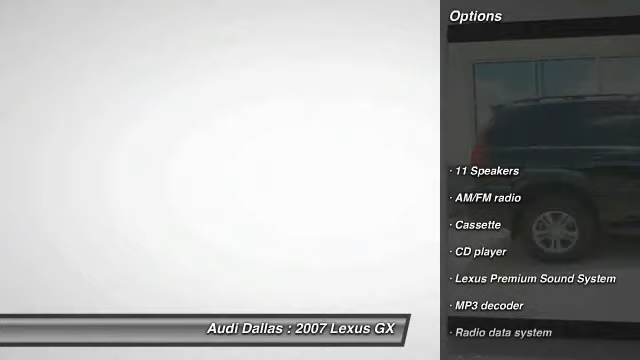 Options
· 11 Speakers
· AM/FM radio
· Cassette
· CD player
· Lexus Premium Sound System
· MP3 decoder
· Radio data system
Audi Dallas : 2007 Lexus GX